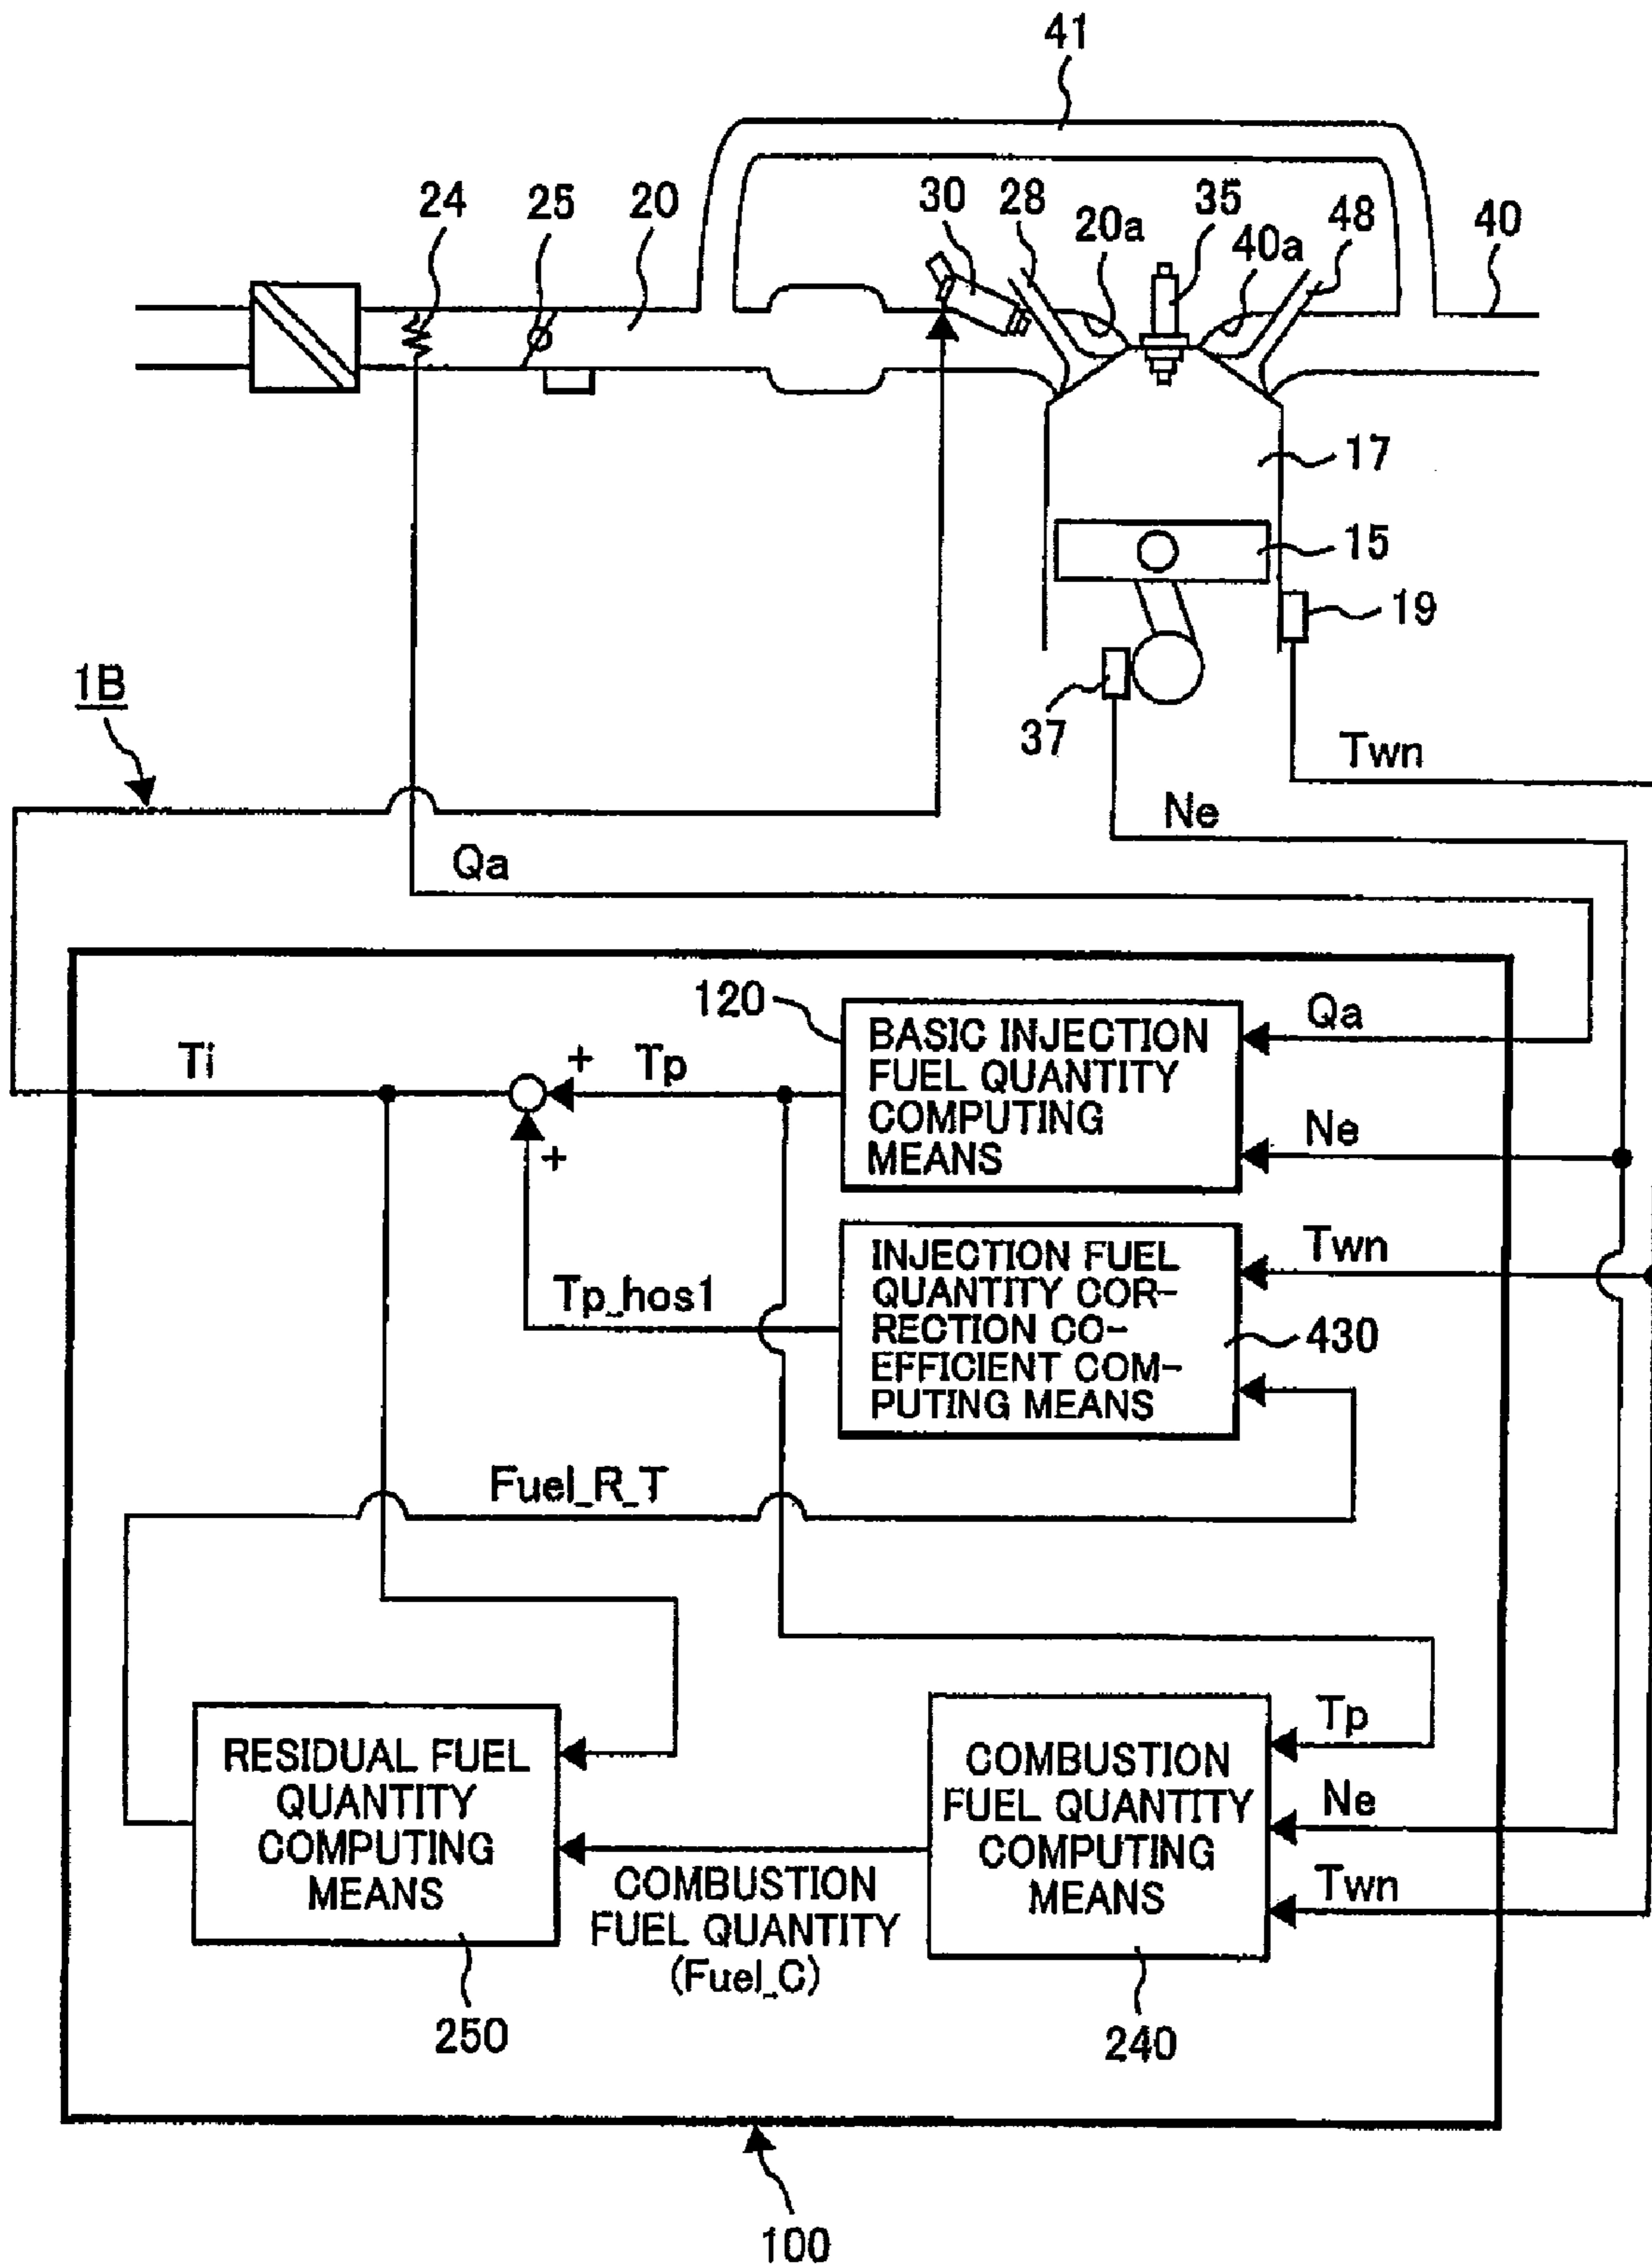 41
24
25
20
30
28
20a
35
40a
48
40
17
15
19
37
1B
Twn
Ne
Qa
120
BASIC INJECTION
FUEL QUANTITY
COMPUTING
MEANS
Qa
Ne
Ti
+
Tp
+
INJECTION FUEL
QUANTITY COR-
RECTION CO-
EFFICIENT COM-
PUTING MEANS
Twn
430
Tp_hos1
Fuel_R_T
RESIDUAL FUEL
QUANTITY
COMPUTING
MEANS
250
COMBUSTION
FUEL QUANTITY
(Fuel_C)
COMBUSTION
FUEL QUANTITY
COMPUTING
MEANS
240
Tp
Ne
Twn
100